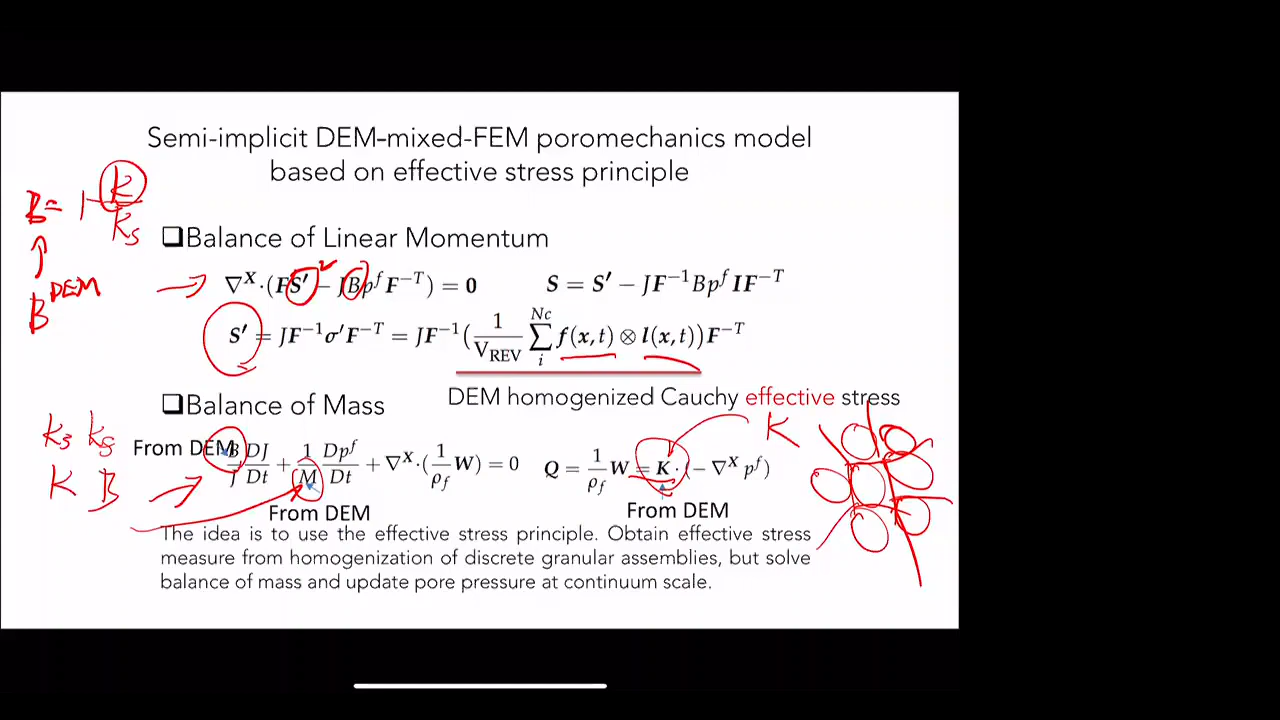 Semi-implicit DEM-mixed-FEM poromechanics model
based on effective stress principle
B = 1 - K / Ks
❑Balance of Linear Momentum
∇^X·(FS′ − JBp^f F^{−T}) = 0    S = S′ − JF^{−1}Bp^f IF^{−T}
B^DEM
S′ = JF^{−1}σ′F^{−T} = JF^{−1}(1/V_REV ∑_i^{Nc} f(x,t) ⊗ l(x,t))F^{−T}
DEM homogenized Cauchy effective stress
❑Balance of Mass
K
ks ks
From DEM
B/J DJ/Dt + 1/M Dp^f/Dt + ∇^X·(1/ρ_f W) = 0    Q = 1/ρ_f W = K·(−∇^X p^f)
K B
From DEM    From DEM
The idea is to use the effective stress principle. Obtain effective stress
measure from homogenization of discrete granular assemblies, but solve
balance of mass and update pore pressure at continuum scale.